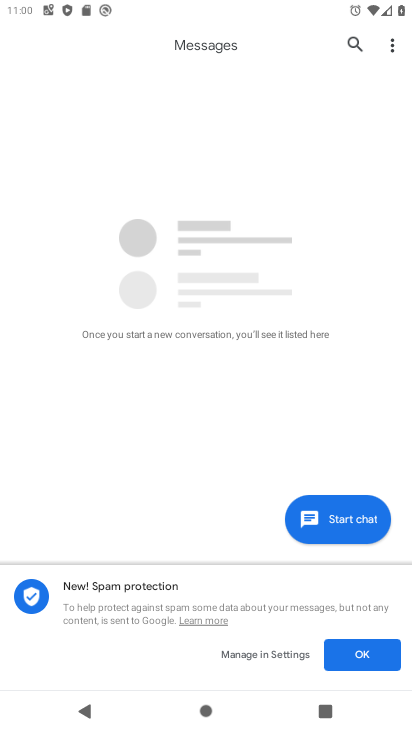 11:00
Messages
Once you start a new conversation, you'll see it listed here
Start chat
New! Spam protection
To help protect against spam some data about your messages, but not any
content, is sent to Google. Learn more
Manage in Settings
OK